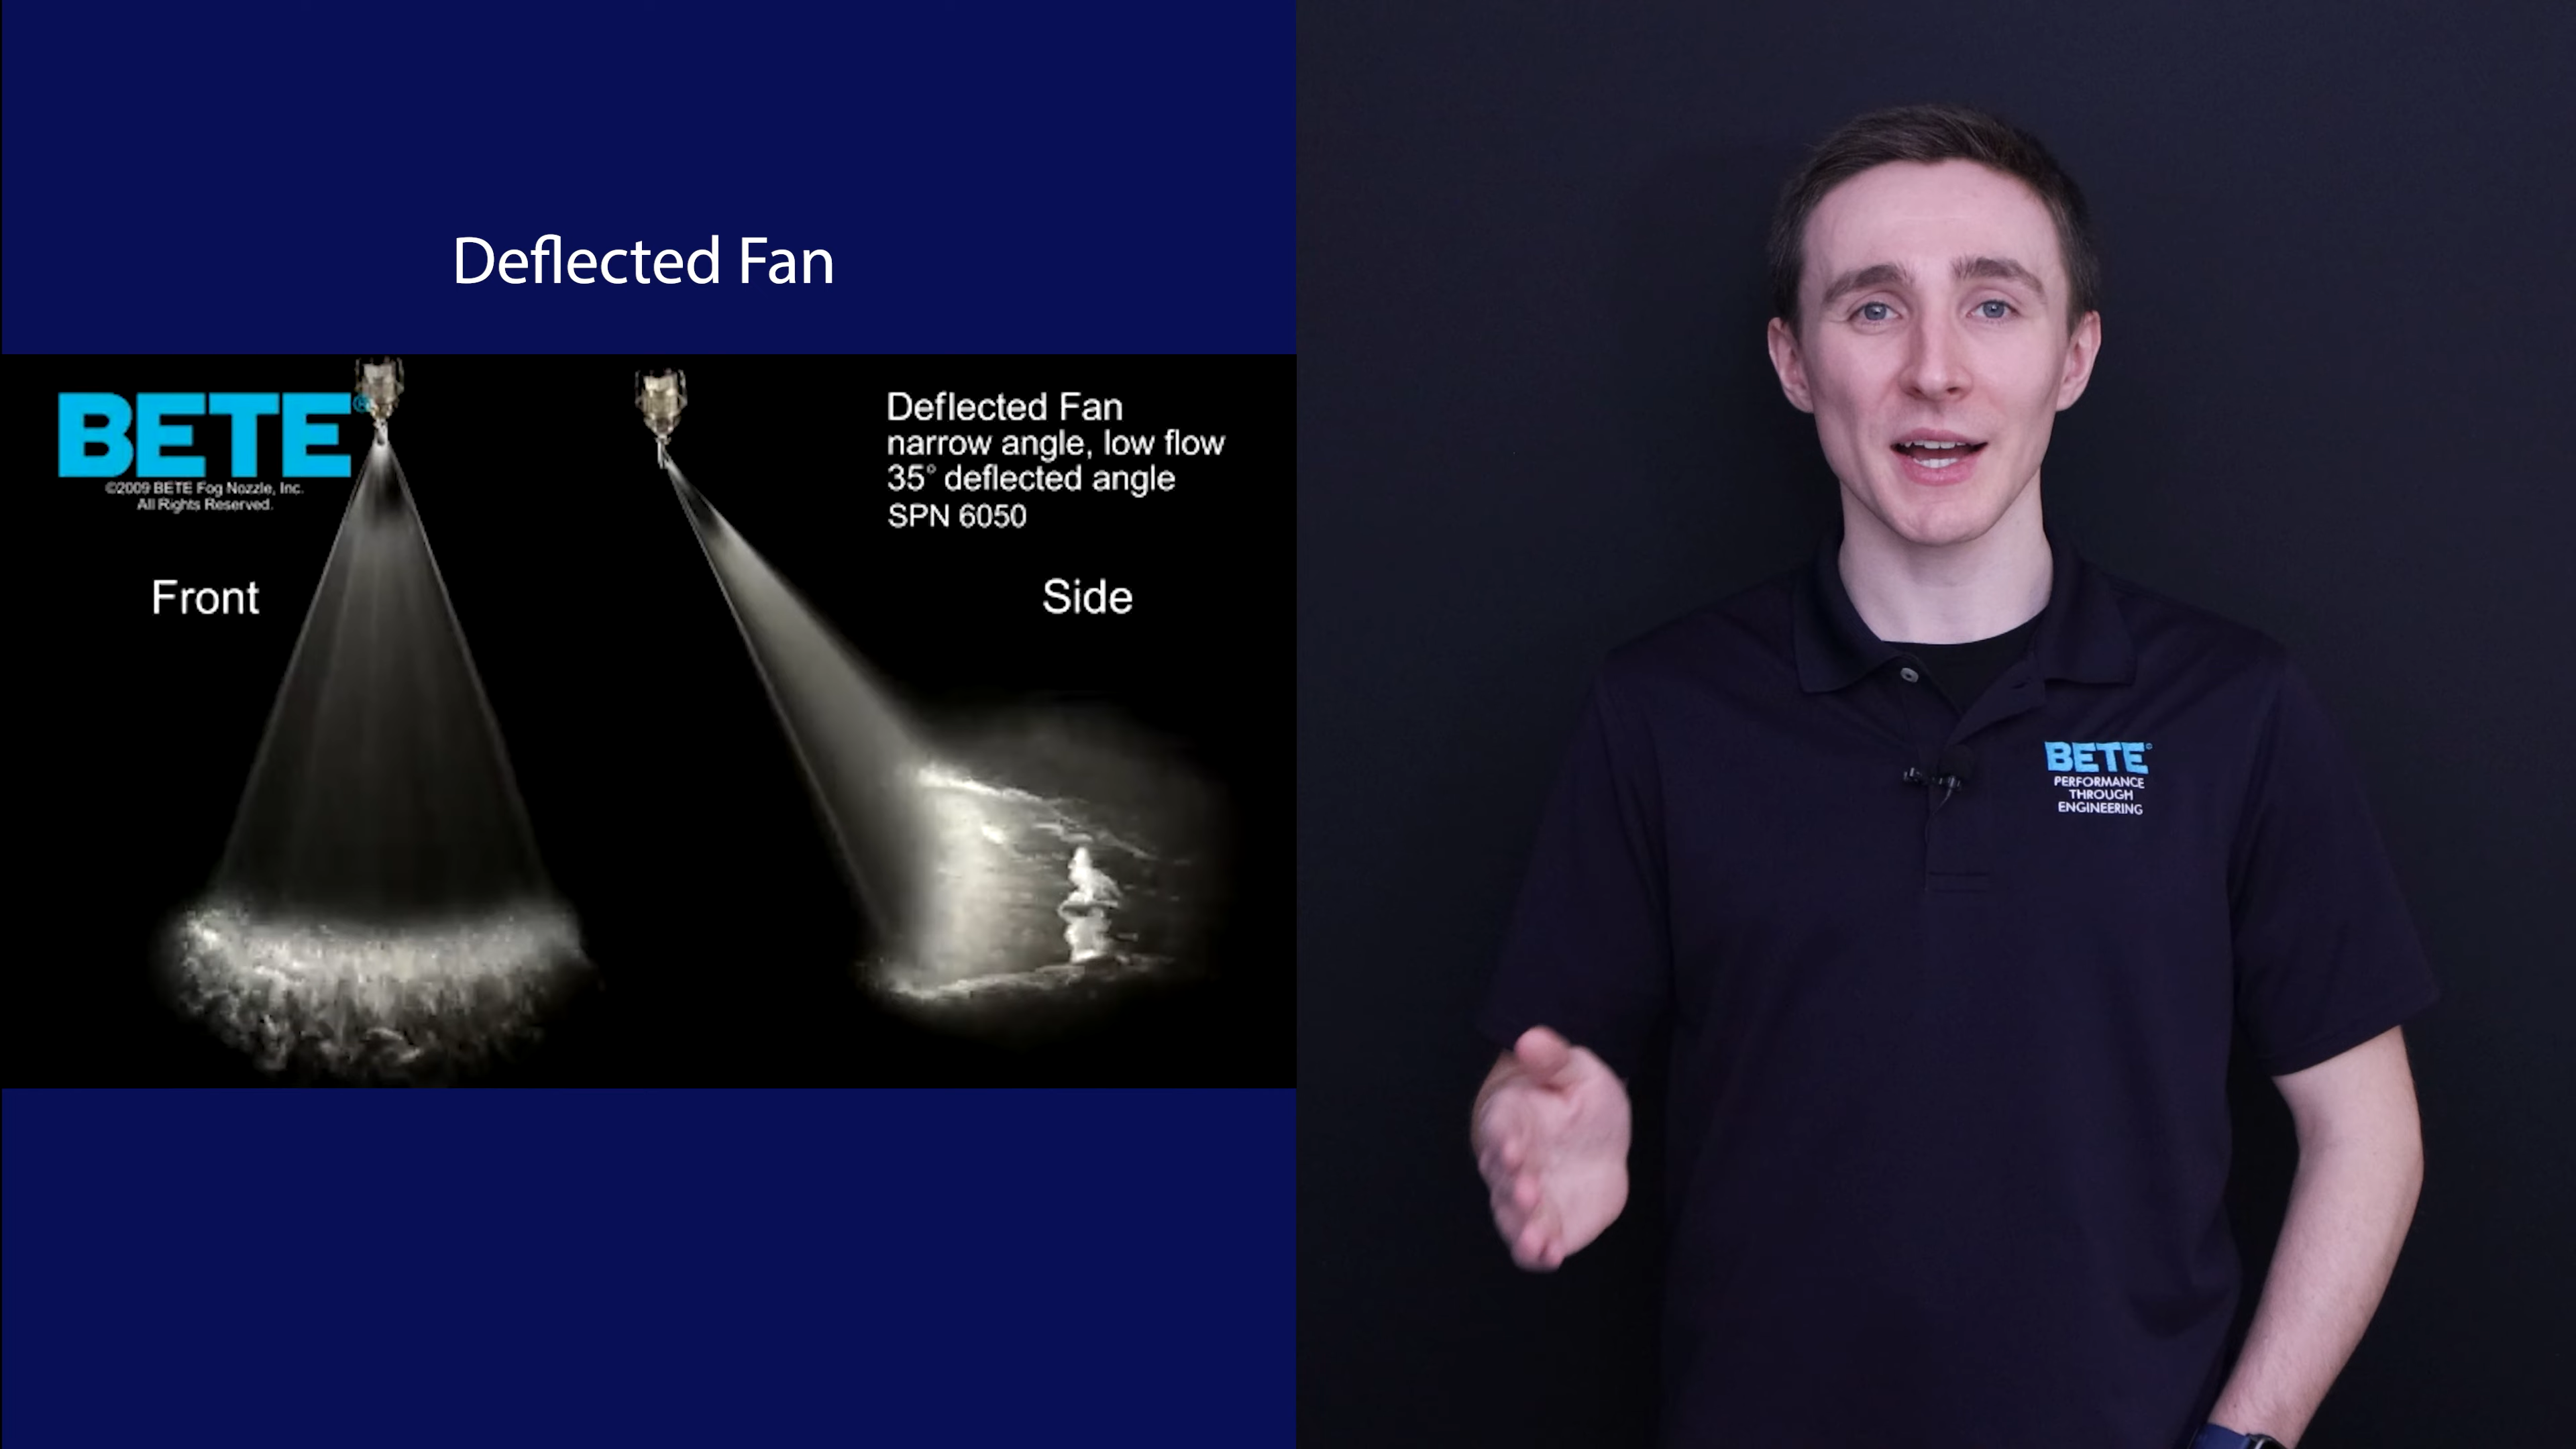 Deflected Fan
BETE®
©2009 BETE Fog Nozzle, Inc.
All Rights Reserved.
Deflected Fan
narrow angle, low flow
35° deflected angle
SPN 6050
Front
Side
BETE
PERFORMANCE
THROUGH
ENGINEERING